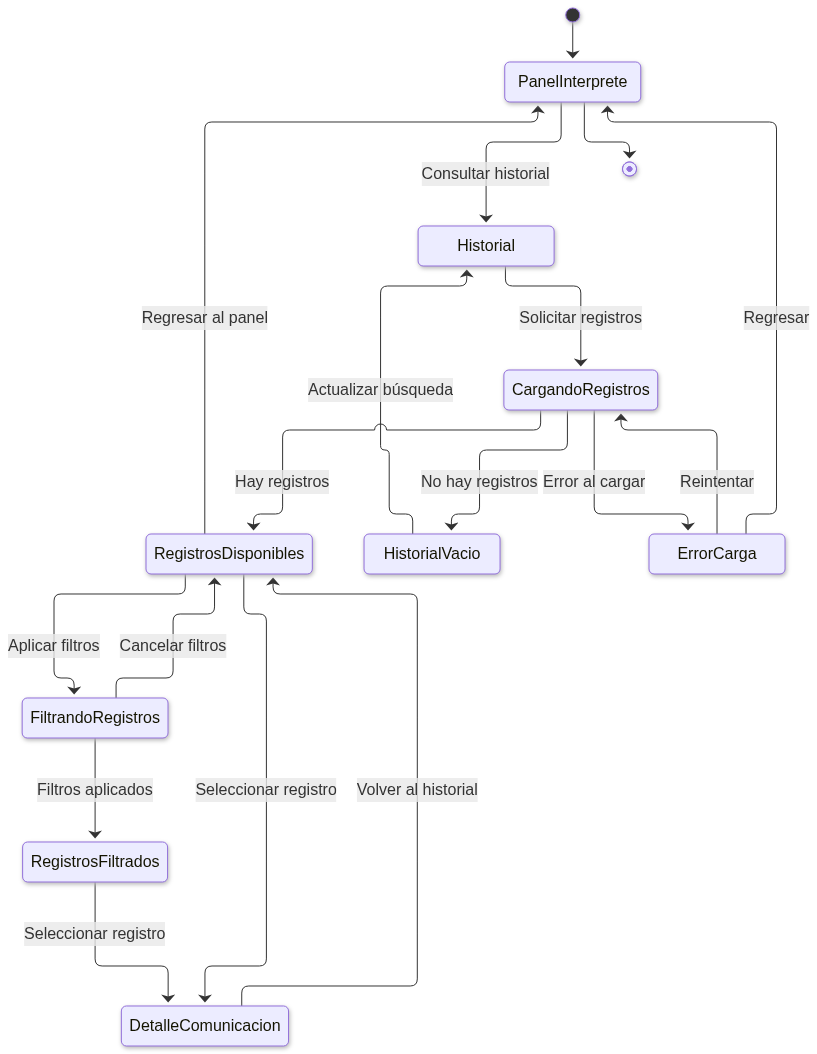 PanelInterprete
Consultar historial
Historial
Regresar al panel
Solicitar registros
Regresar
Actualizar búsqueda
CargandoRegistros
Hay registros
No hay registros
Error al cargar
Reintentar
RegistrosDisponibles
HistorialVacio
ErrorCarga
Aplicar filtros
Cancelar filtros
FiltrandoRegistros
Filtros aplicados
Seleccionar registro
Volver al historial
RegistrosFiltrados
Seleccionar registro
DetalleComunicacion